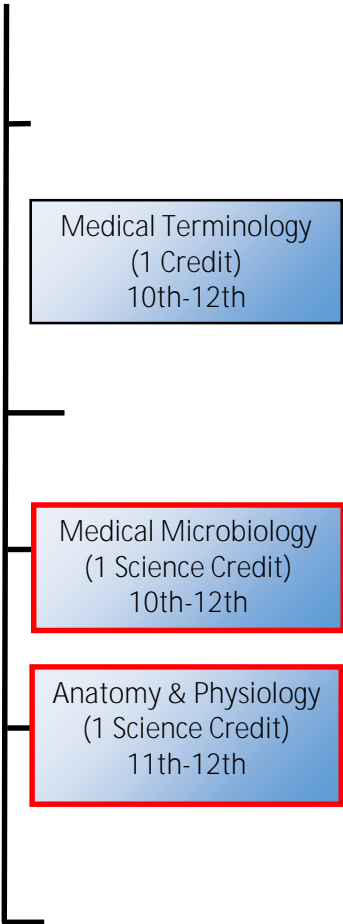 Medical Terminology
(1 Credit)
10th-12th
Medical Microbiology
(1 Science Credit)
10th-12th
Anatomy & Physiology
(1 Science Credit)
11th-12th